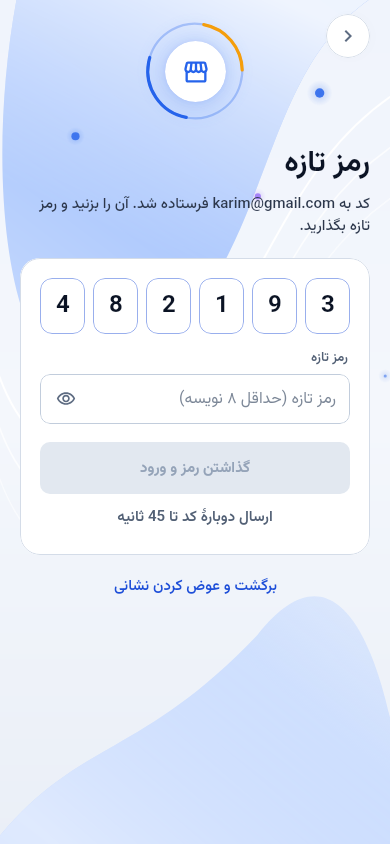 رمز تازه
کد به karim@gmail.com فرستاده شد. آن را بزنید و رمز
تازه بگذارید.
4 8 2 1 9 3
رمز تازه
رمز تازه (حداقل ۸ نویسه)
گذاشتن رمز و ورود
ارسال دوبارهٔ کد تا 45 ثانیه
برگشت و عوض کردن نشانی